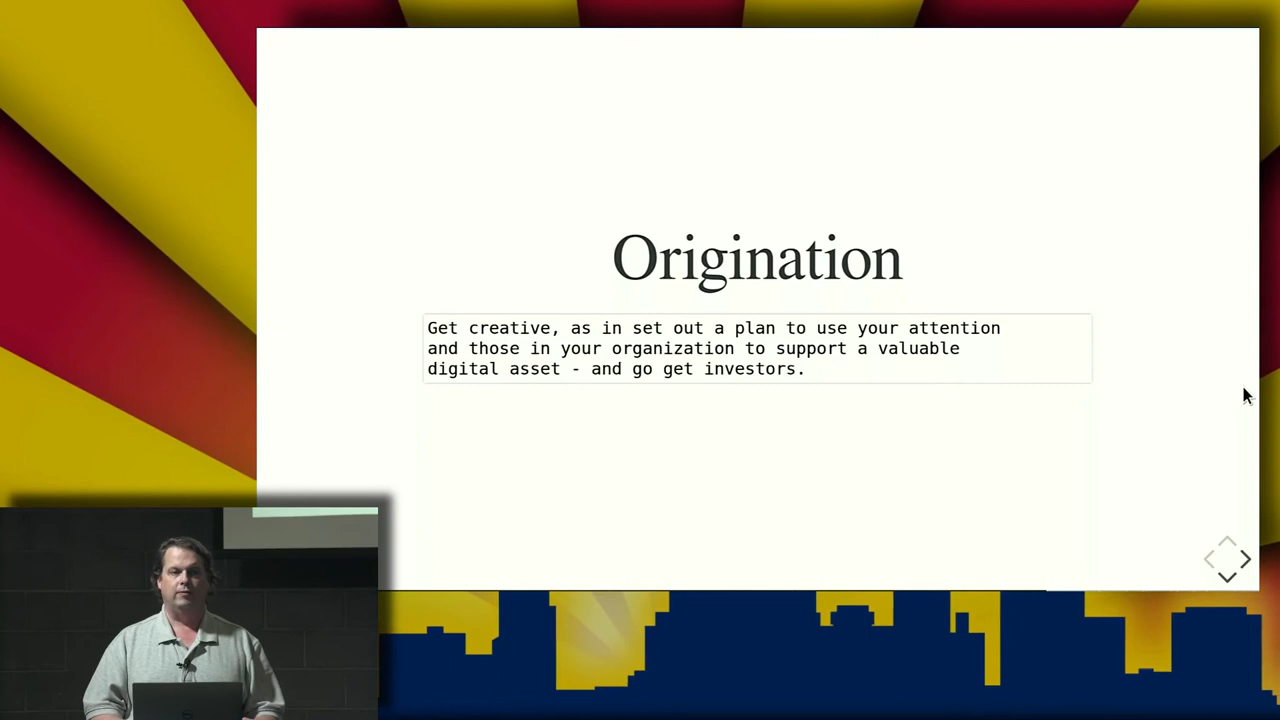 Origination
Get creative, as in set out a plan to use your attention
and those in your organization to support a valuable
digital asset - and go get investors.